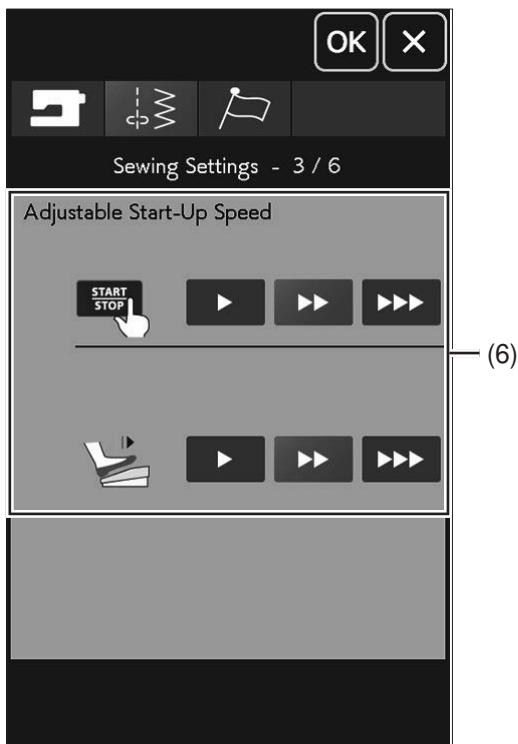 OK ×
Sewing Settings - 3 / 6
Adjustable Start-Up Speed
START
STOP
(6)